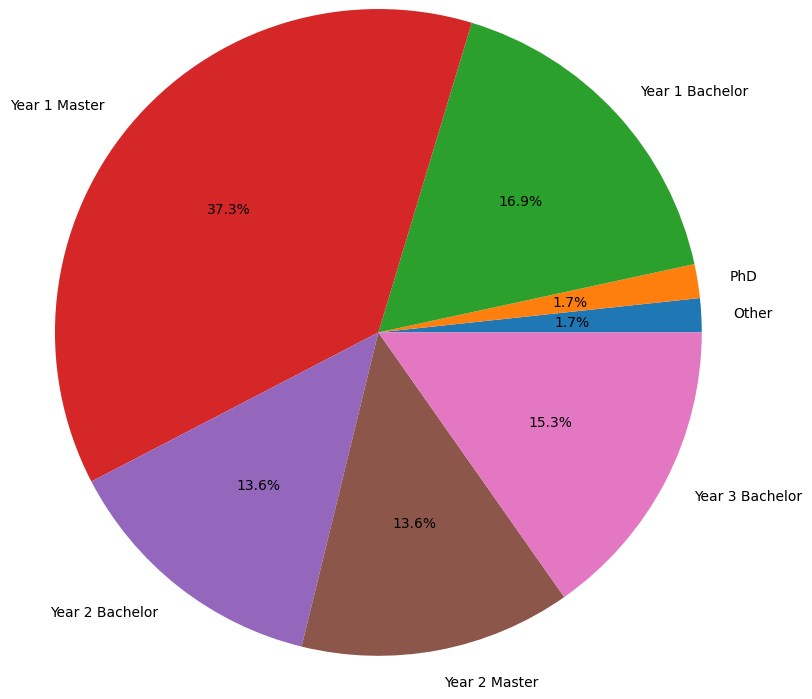 Year 1 Master
Year 1 Bachelor
37.3%
16.9%
PhD
1.7%
Other
1.7%
15.3%
13.6%
Year 3 Bachelor
13.6%
Year 2 Bachelor
Year 2 Master